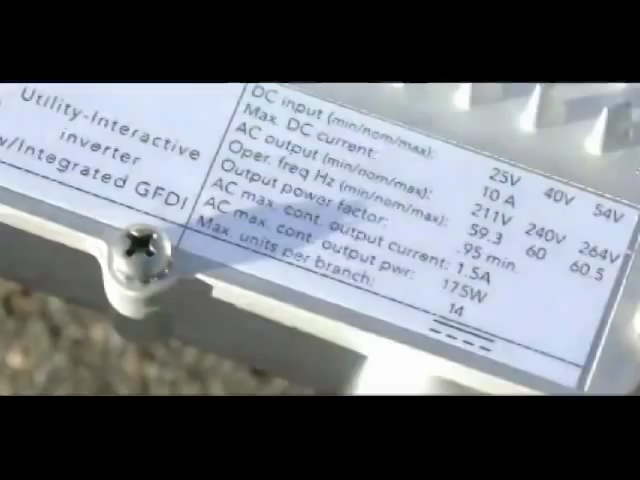 Utility-Interactive
inverter
w/Integrated GFDI
DC input (min/nom/max): 25V 40V 54V
Max. DC current: 10 A
AC output (min/nom/max): 211V 240V 264V
Oper. freq Hz (min/nom/max): 59.3 60 60.5
Output power factor: .95 min.
AC max. cont. output current: 1.5A
AC max. cont. output pwr: 175W
Max. units per branch: 14